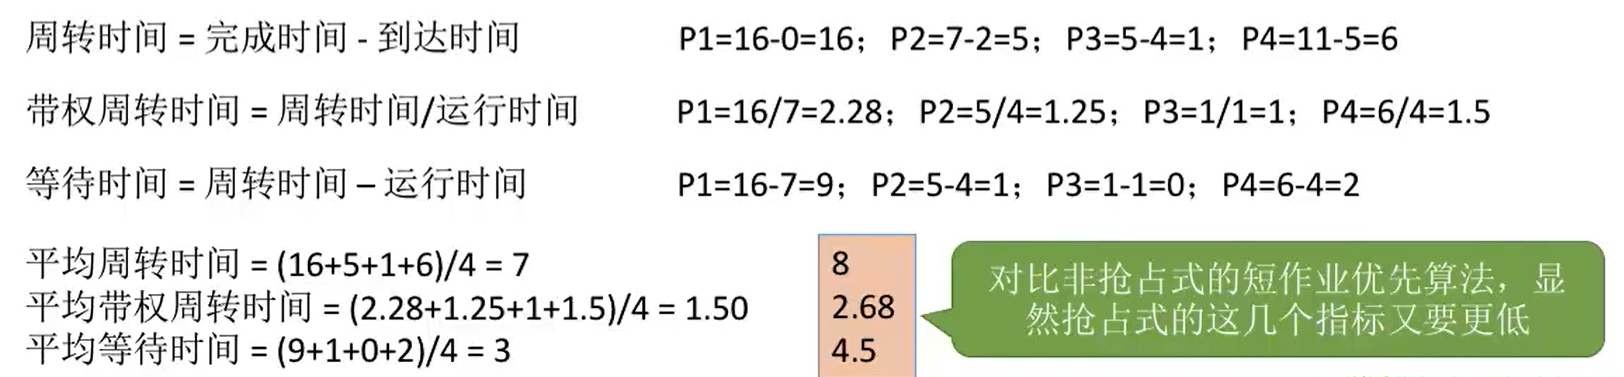 周转时间 = 完成时间 - 到达时间 P1=16-0=16；P2=7-2=5；P3=5-4=1；P4=11-5=6
带权周转时间 = 周转时间/运行时间 P1=16/7=2.28；P2=5/4=1.25；P3=1/1=1；P4=6/4=1.5
等待时间 = 周转时间 – 运行时间 P1=16-7=9；P2=5-4=1；P3=1-1=0；P4=6-4=2
平均周转时间 = (16+5+1+6)/4 = 7 8
平均带权周转时间 = (2.28+1.25+1+1.5)/4 = 1.50 2.68
平均等待时间 = (9+1+0+2)/4 = 3 4.5
对比非抢占式的短作业优先算法，显
然抢占式的这几个指标又要更低